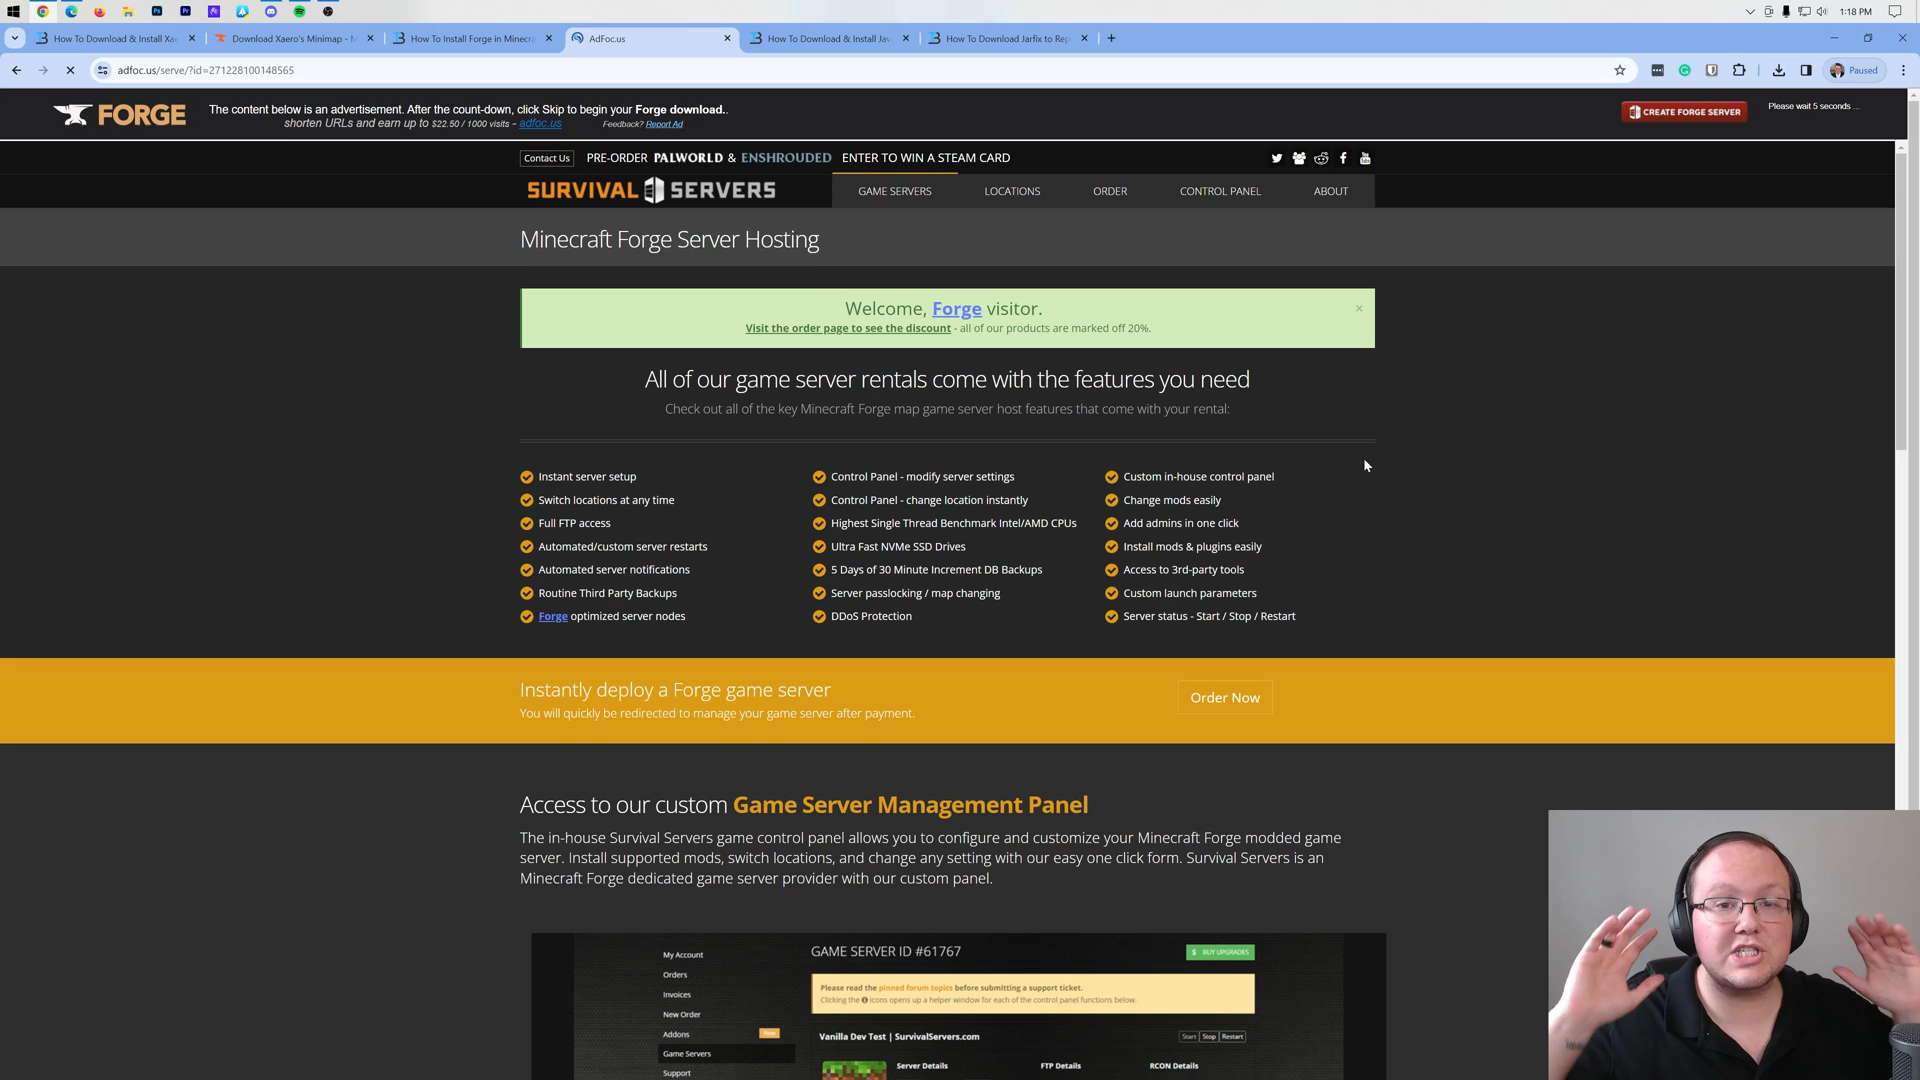 1:18 PM
How To Download & Install Xae
Download Xaero's Minimap - M
How To Install Forge in Minecra
AdFoc.us
How To Download & Install Jav
How To Download Jarfix to Rep
adfoc.us/serve/?id=271228100148565
Paused
FORGE
The content below is an advertisement. After the count-down, click Skip to begin your Forge download..
shorten URLs and earn up to $22.50 / 1000 visits - adfoc.us
Feedback? Report Ad
CREATE FORGE SERVER
Please wait 5 seconds ...
Contact Us
PRE-ORDER PALWORLD & ENSHROUDED ENTER TO WIN A STEAM CARD
SURVIVAL SERVERS
GAME SERVERS
LOCATIONS
ORDER
CONTROL PANEL
ABOUT
Minecraft Forge Server Hosting
Welcome, Forge visitor.
Visit the order page to see the discount - all of our products are marked off 20%.
All of our game server rentals come with the features you need
Check out all of the key Minecraft Forge map game server host features that come with your rental:
Instant server setup
Switch locations at any time
Full FTP access
Automated/custom server restarts
Automated server notifications
Routine Third Party Backups
Forge optimized server nodes
Control Panel - modify server settings
Control Panel - change location instantly
Highest Single Thread Benchmark Intel/AMD CPUs
Ultra Fast NVMe SSD Drives
5 Days of 30 Minute Increment DB Backups
Server passlocking / map changing
DDoS Protection
Custom in-house control panel
Change mods easily
Add admins in one click
Install mods & plugins easily
Access to 3rd-party tools
Custom launch parameters
Server status - Start / Stop / Restart
Instantly deploy a Forge game server
You will quickly be redirected to manage your game server after payment.
Order Now
Access to our custom Game Server Management Panel
The in-house Survival Servers game control panel allows you to configure and customize your Minecraft Forge modded game
server. Install supported mods, switch locations, and change any setting with our easy one click form. Survival Servers is an
Minecraft Forge dedicated game server provider with our custom panel.
My Account
Orders
Invoices
New Order
Addons
New
Game Servers
Support
GAME SERVER ID #61767
$ BUY UPGRADES
Please read the pinned forum topics before submitting a support ticket.
Clicking the icons opens up a helper window for each of the control panel functions below.
Vanilla Dev Test | SurvivalServers.com
Start
Stop
Restart
Server Details
FTP Details
RCON Details